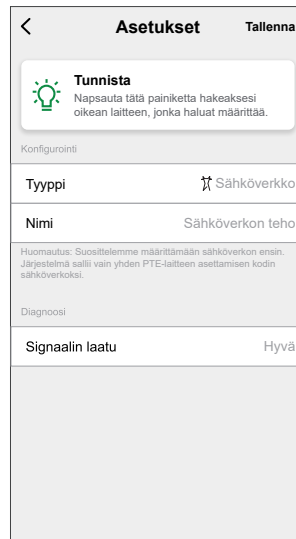 Asetukset Tallenna
Tunnista
Napsauta tätä painiketta hakeaksesi
oikean laitteen, jonka haluat määrittää.
Konfigurointi
Tyyppi Sähköverkko
Nimi Sähköverkon teho
Huomautus: Suosittelemme määrittämään sähköverkon ensin.
Järjestelmä sallii vain yhden PTE-laitteen asettamisen kodin
sähköverkoksi.
Diagnoosi
Signaalin laatu Hyvä